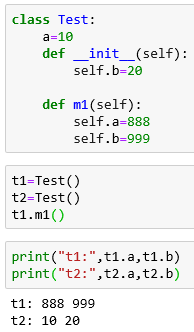 class Test:
    a=10
    def __init__(self):
        self.b=20
    def m1(self):
        self.a=888
        self.b=999
t1=Test()
t2=Test()
t1.m1()
print("t1:",t1.a,t1.b)
print("t2:",t2.a,t2.b)
t1: 888 999
t2: 10 20